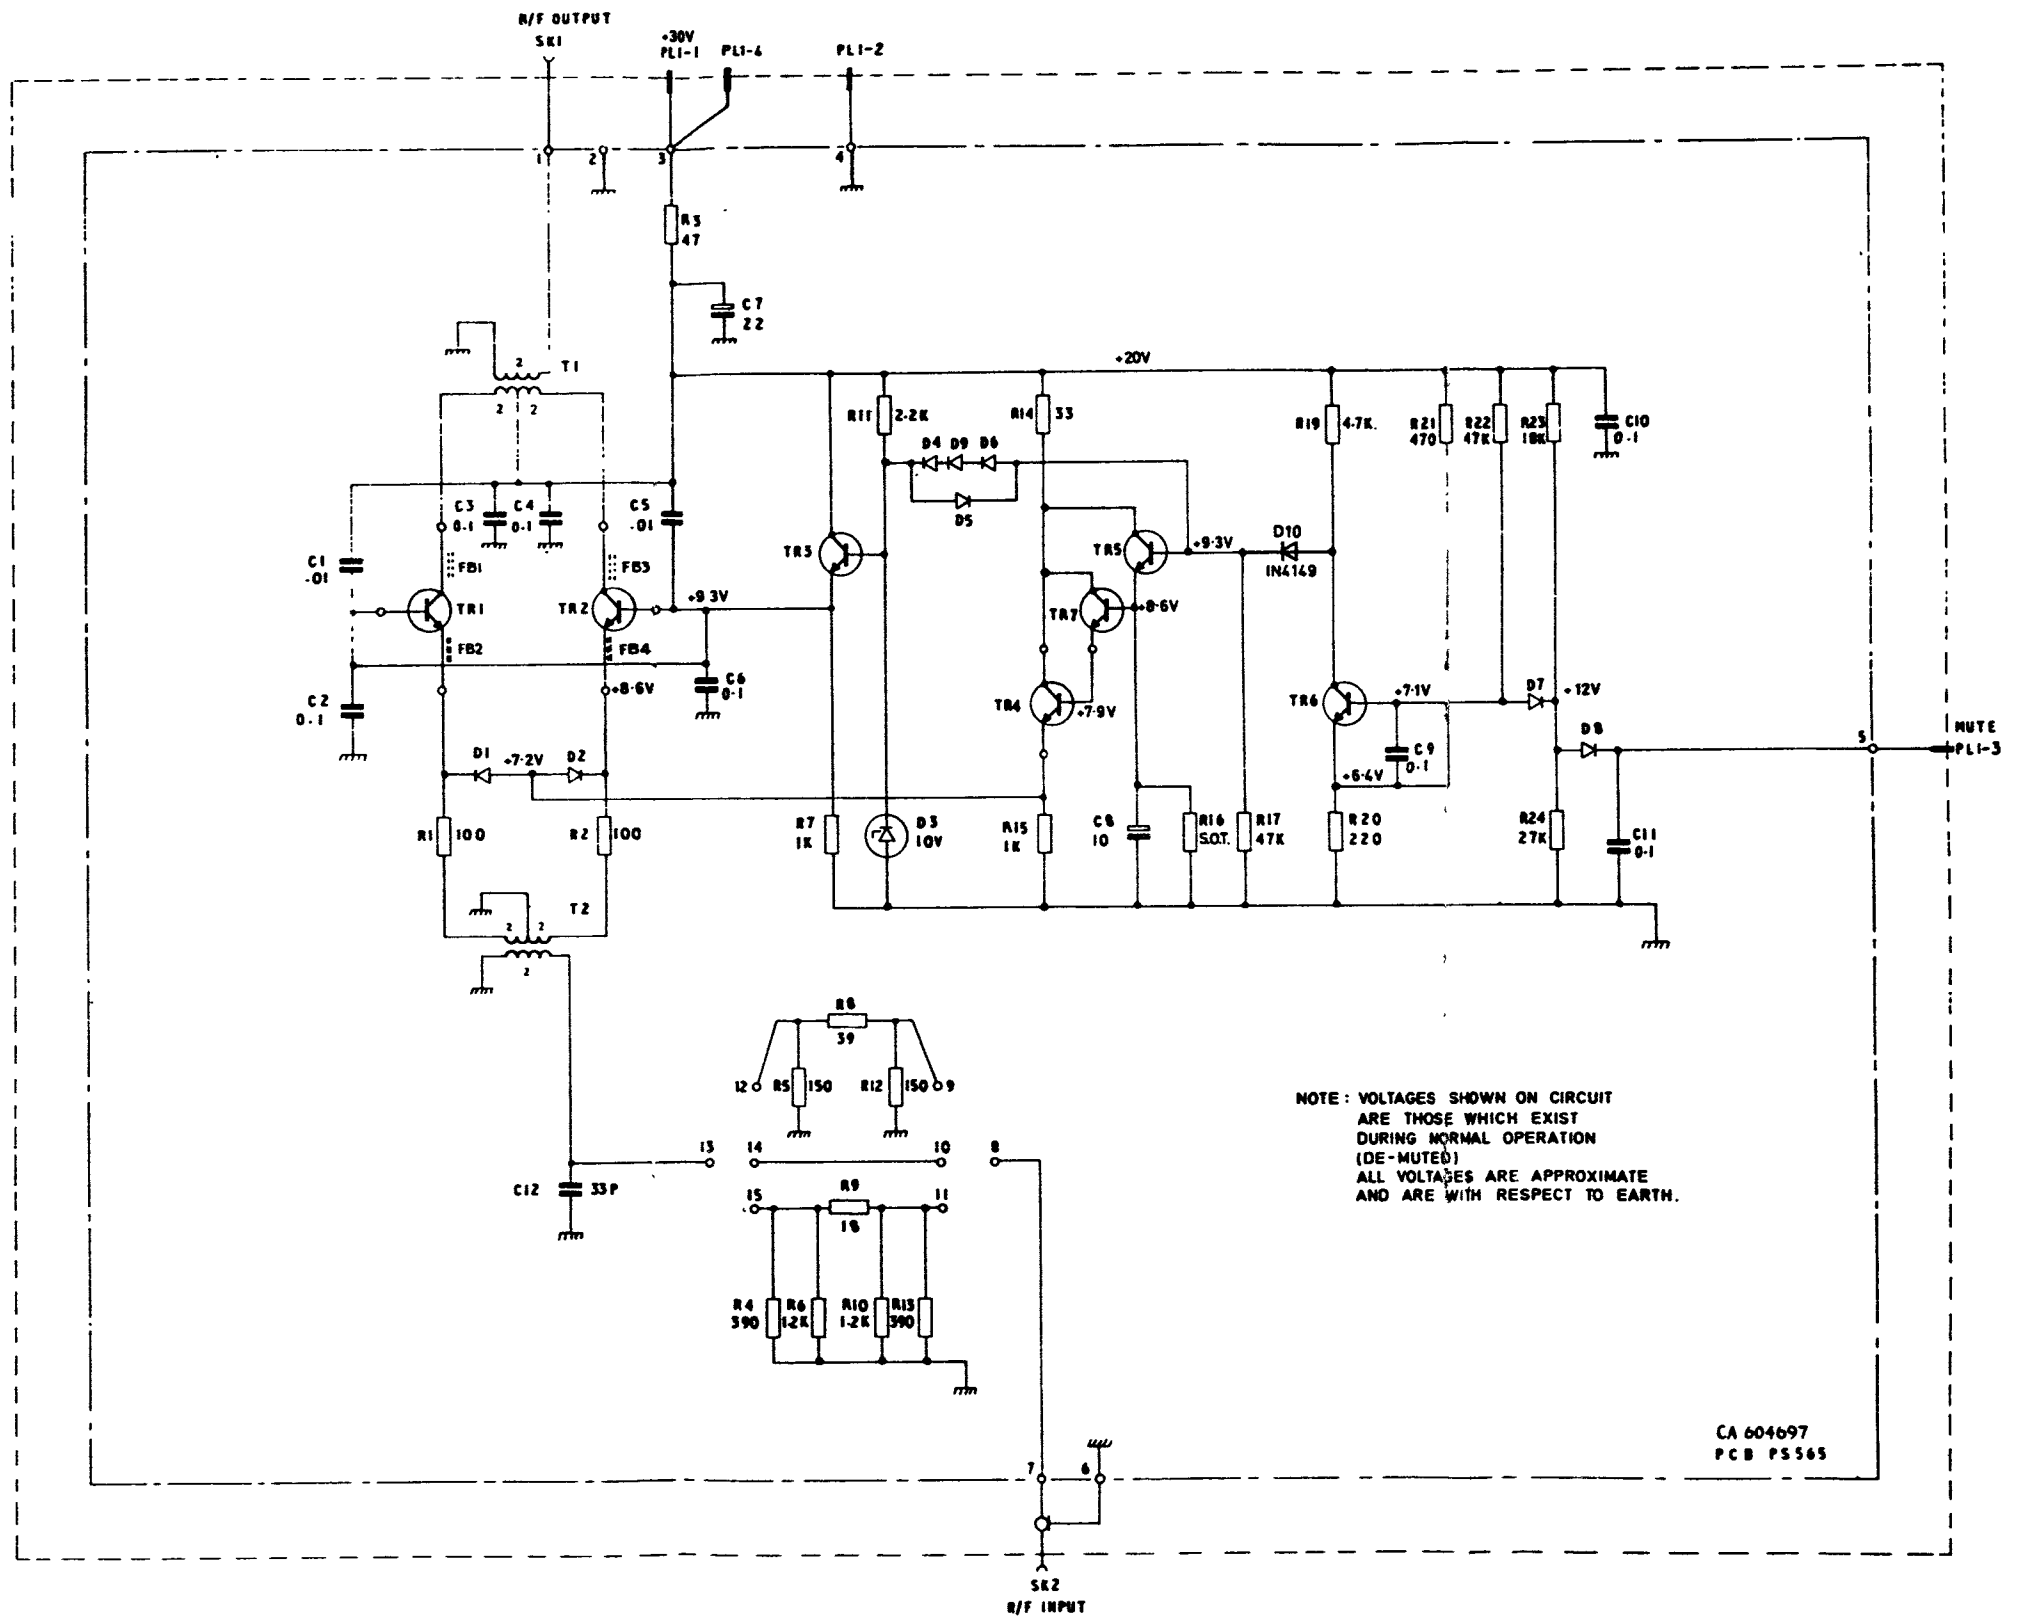 R/F OUTPUT
SK1
+30V
PL1-1
PL1-4
PL1-2
1
2
3
4
R3
47
C7
22
2
T1
2
2
+20V
R11
2.2K
R14
33
R19
4.7K.
R21
470
R22
47K
R23
18K
C10
0.1
D4
D9
D6
D5
C3
0.1
C4
0.1
C5
.01
C1
.01
FB1
FB3
TR1
TR2
+9.3V
TR3
TR5
+9.3V
D10
IN4149
TR7
+8.6V
FB2
FB4
+8.6V
C6
0.1
C2
0.1
TR4
+7.9V
TR6
+7.1V
D7
+12V
C9
0.1
D8
5
MUTE
PL1-3
D1
+7.2V
D2
+6.4V
R1
100
R2
100
R7
1K
D3
10V
R15
1K
C8
10
R16
S.O.T.
R17
47K
R20
220
R24
27K
C11
0.1
T2
2
2
2
R8
39
12
R5
150
R12
150
9
13
14
10
8
C12
33P
15
R9
18
11
R4
390
R6
1.2K
R10
1.2K
R13
390
NOTE: VOLTAGES SHOWN ON CIRCUIT
ARE THOSE WHICH EXIST
DURING NORMAL OPERATION
(DE-MUTED)
ALL VOLTAGES ARE APPROXIMATE
AND ARE WITH RESPECT TO EARTH.
CA 604697
PCB PS565
7
6
SK2
R/F INPUT